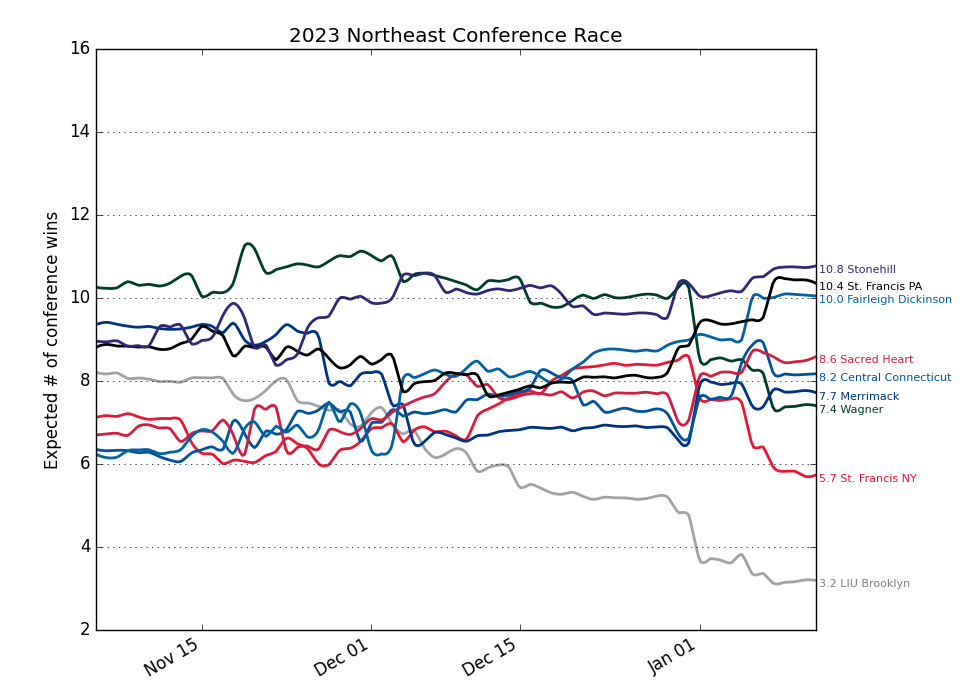 2023 Northeast Conference Race
Expected # of conference wins
16
14
12
10
8
6
4
2
Nov 15
Dec 01
Dec 15
Jan 01
10.8 Stonehill
10.4 St. Francis PA
10.0 Fairleigh Dickinson
8.6 Sacred Heart
8.2 Central Connecticut
7.7 Merrimack
7.4 Wagner
5.7 St. Francis NY
3.2 LIU Brooklyn